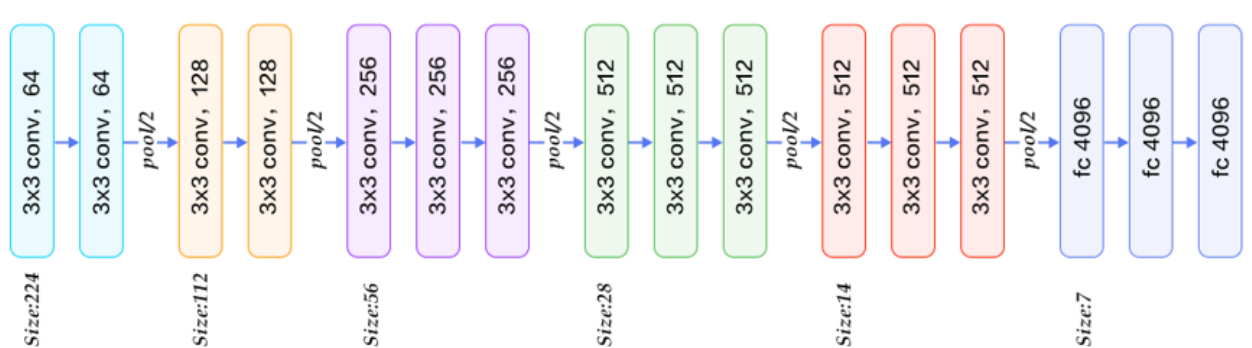 3x3 conv, 64
3x3 conv, 64
pool/2
3x3 conv, 128
3x3 conv, 128
pool/2
3x3 conv, 256
3x3 conv, 256
3x3 conv, 256
pool/2
3x3 conv, 512
3x3 conv, 512
3x3 conv, 512
pool/2
3x3 conv, 512
3x3 conv, 512
3x3 conv, 512
pool/2
fc 4096
fc 4096
fc 4096
Size:224
Size:112
Size:56
Size:28
Size:14
Size:7